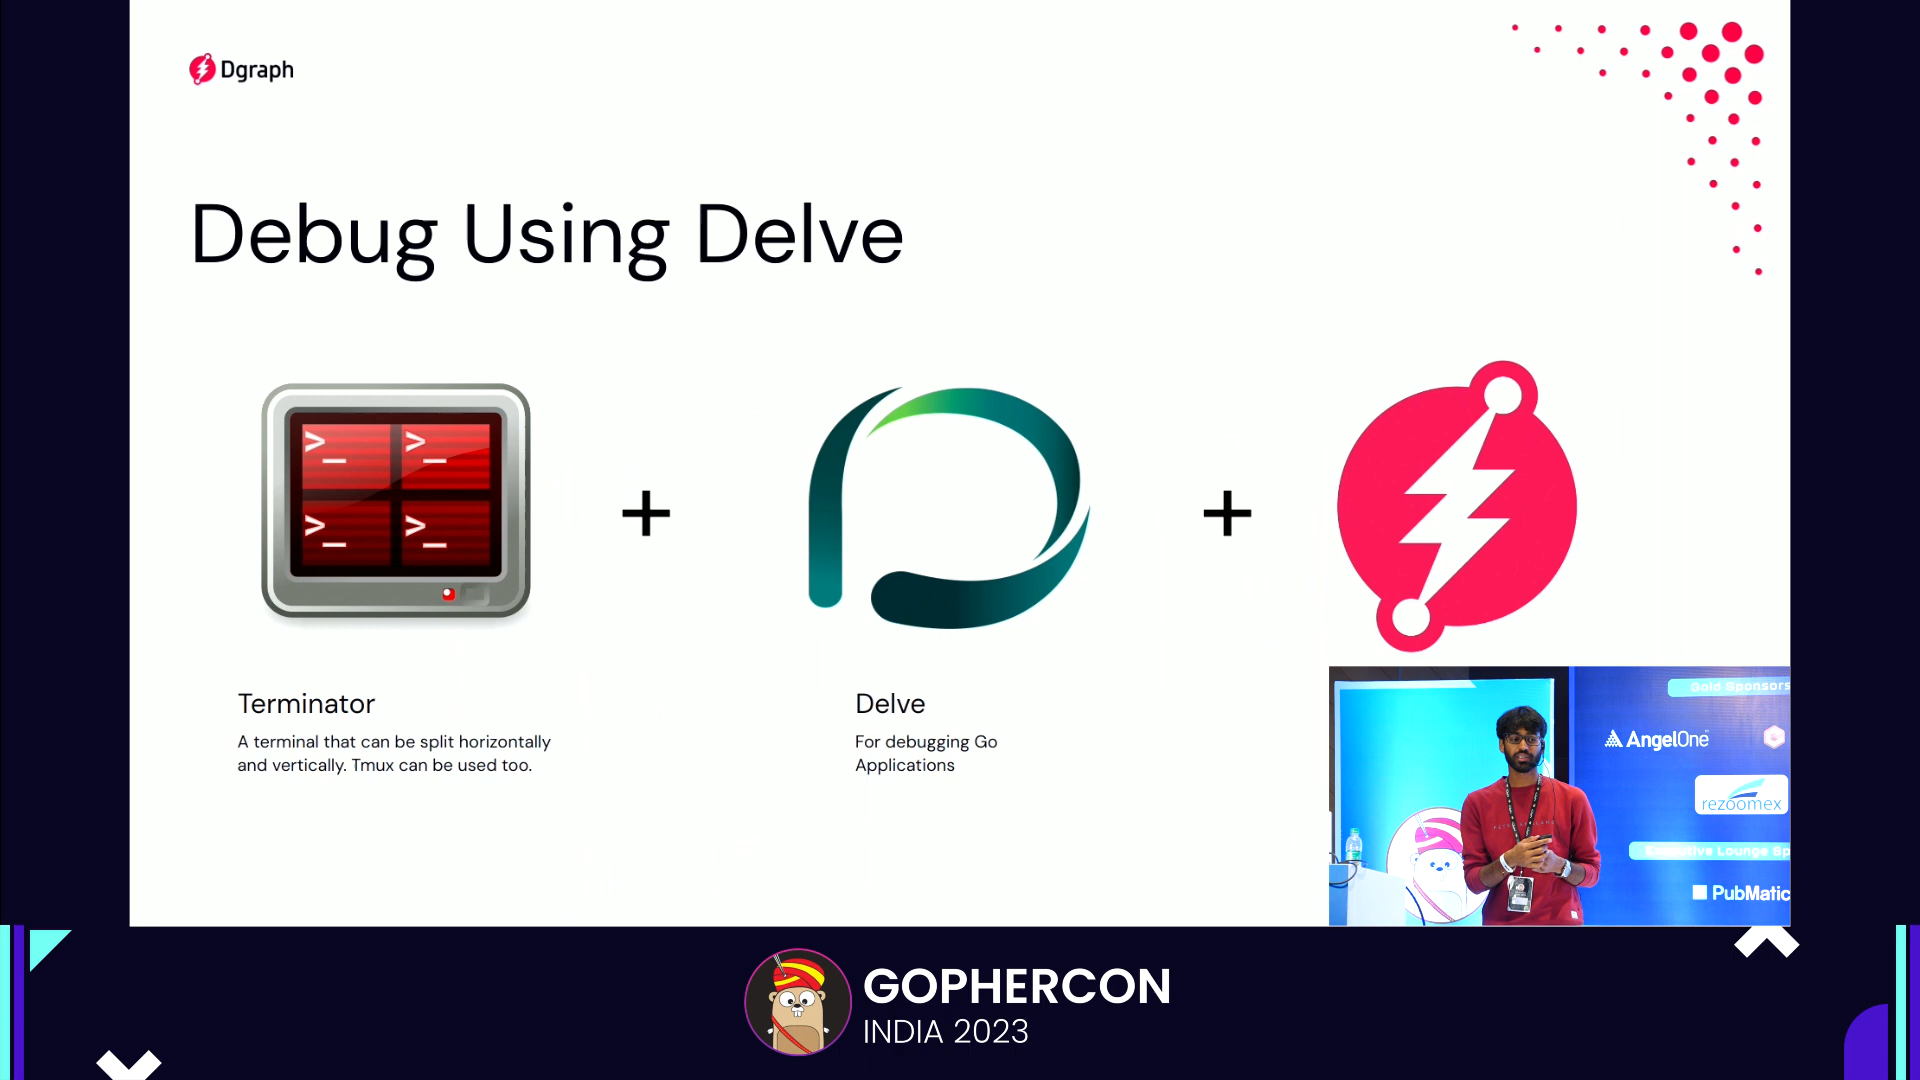 Dgraph
Debug Using Delve
>_ >_
>_ >_
+ +
Terminator
A terminal that can be split horizontally
and vertically. Tmux can be used too.
Delve
For debugging Go
Applications
Gold Sponsors
AngelOne
rezoomex
Executive Lounge Sp
PubMatic
GOPHERCON
INDIA 2023